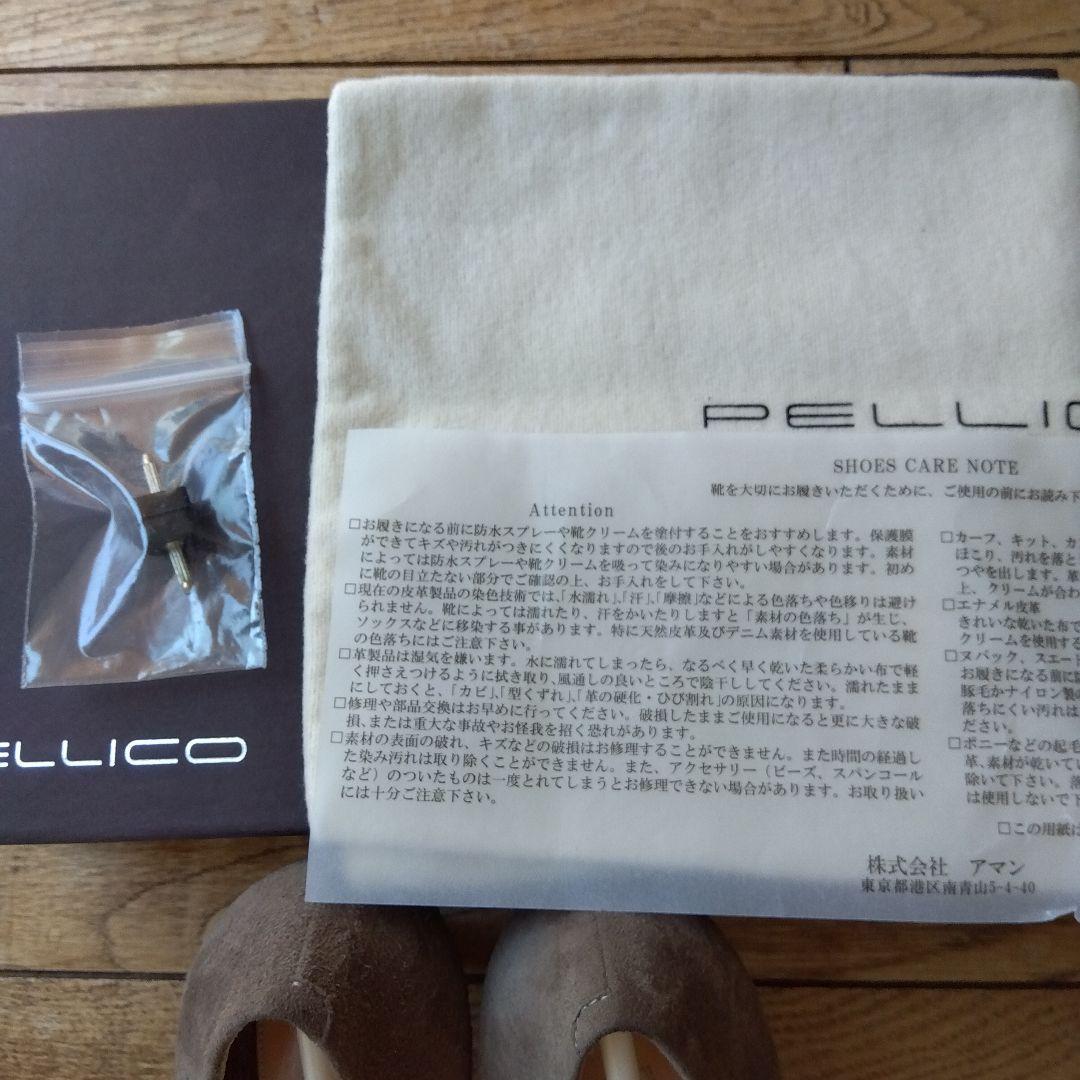 PELLIC
SHOES CARE NOTE
靴を大切にお履きいただくために、ご使用の前にお読み下
Attention
□お履きになる前に防水スプレーや靴クリームを塗付することをおすすめします。保護膜
ができてキズや汚れがつきにくくなりますので後のお手入れがしやすくなります。素材
によっては防水スプレーや靴クリームを吸って染みになりやすい場合があります。初め
に靴の目立たない部分でご確認の上、お手入れをして下さい。
□現在の皮革製品の染色技術では、「水濡れ」、「汗」、「摩擦」などによる色落ちや色移りは避け
られません。靴によっては濡れたり、汗をかいたりしますと「素材の色落ち」が生じ、
ソックスなどに移染する事があります。特に天然皮革及びデニム素材を使用している靴
の色落ちにはご注意下さい。
□革製品は湿気を嫌います。水に濡れてしまったら、なるべく早く乾いた柔らかい布で軽
く押さえつけるように拭き取り、風通しの良いところで陰干ししてください。濡れたまま
にしておくと、「カビ」、「型くずれ」、「革の硬化・ひび割れ」の原因になります。
□修理や部品交換はお早めに行ってください。破損したままご使用になると更に大きな破
損、または重大な事故やお怪我を招く恐れがあります。
□素材の表面の破れ、キズなどの破損はお修理することができません。また時間の経過し
た染み汚れは取り除くことができません。また、アクセサリー（ビーズ、スパンコール
など）のついたものは一度とれてしまうとお修理できない場合があります。お取り扱い
には十分ご注意下さい。
□カーフ、キット、カ
ほこり、汚れを落と
つやを出します。革
上、クリームが合わ
□エナメル皮革
きれいな乾いた布で
クリームを使用する
□ヌバック、スエード
お履きになる前に防
豚毛かナイロン製の
落ちにくい汚れは
ださい。
□ポニーなどの起毛
革、素材が乾いてい
除いて下さい。落
は使用しないで下
□この用紙は
株式会社 アマン
東京都港区南青山5-4-40
ELLICO